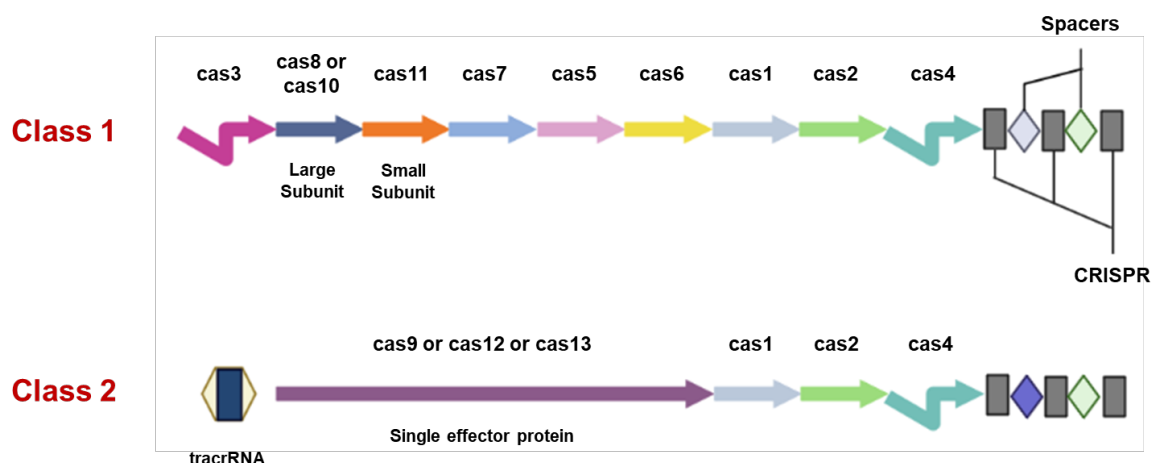 Spacers
cas3
cas8 or
cas10
cas11
cas7
cas5
cas6
cas1
cas2
cas4
Class 1
Large
Subunit
Small
Subunit
CRISPR
cas9 or cas12 or cas13
cas1
cas2
cas4
Class 2
Single effector protein
tracrRNA